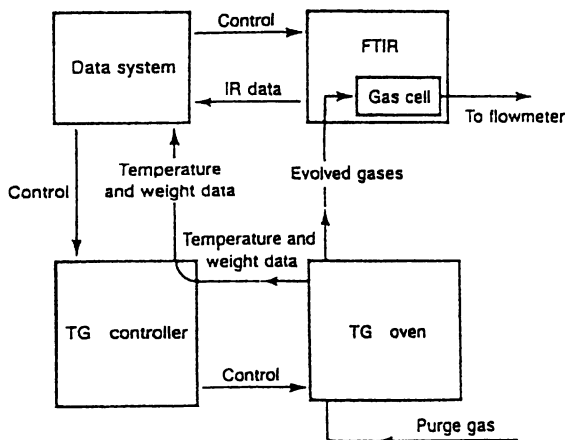 Control
FTIR
Data system
IR data
Gas cell
To flowmeter
Temperature
and weight data
Evolved gases
Control
Temperature and
weight data
TG controller
TG oven
Control
Purge gas